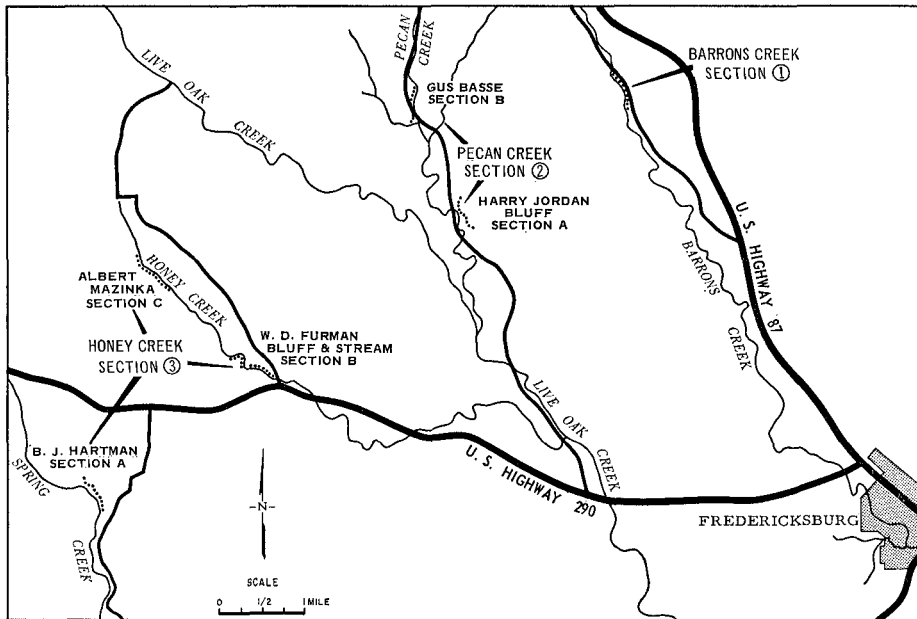 PECAN
CREEK
LIVE OAK
CREEK
GUS BASSE
SECTION B
BARRONS CREEK
SECTION ①
PECAN CREEK
SECTION ②
HARRY JORDAN
BLUFF
SECTION A
U. S. HIGHWAY 87
BARRONS
CREEK
HONEY CREEK
ALBERT
MAZINKA
SECTION C
HONEY CREEK
SECTION ③
W. D. FURMAN
BLUFF & STREAM
SECTION B
LIVE OAK
CREEK
B. J. HARTMAN
SECTION A
SPRING
CREEK
U. S. HIGHWAY 290
FREDERICKSBURG
-N-
SCALE
0 1/2 1 MILE